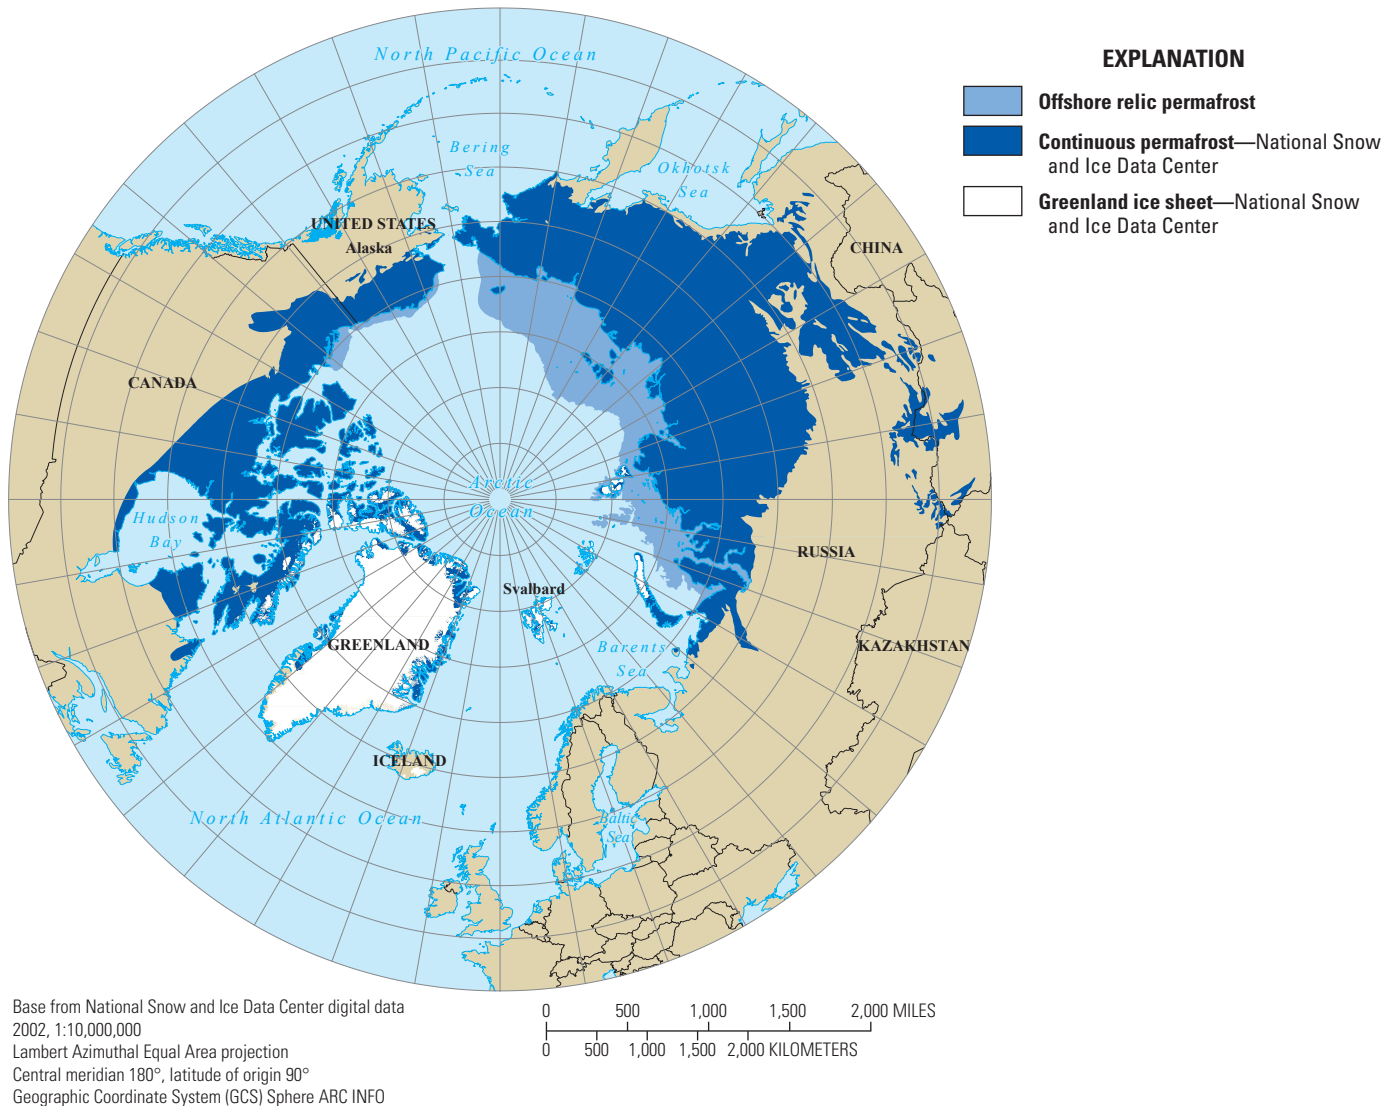 North Pacific Ocean
EXPLANATION
Offshore relic permafrost
Continuous permafrost—National Snow
and Ice Data Center
Greenland ice sheet—National Snow
and Ice Data Center
Bering
Sea
Okhotsk
Sea
UNITED STATES
Alaska
CHINA
CANADA
Arctic
Ocean
Hudson
Bay
RUSSIA
Svalbard
GREENLAND
Barents
Sea
KAZAKHSTAN
ICELAND
North Atlantic Ocean
Baltic
Sea
Base from National Snow and Ice Data Center digital data
2002, 1:10,000,000
Lambert Azimuthal Equal Area projection
Central meridian 180°, latitude of origin 90°
Geographic Coordinate System (GCS) Sphere ARC INFO
0 500 1,000 1,500 2,000 MILES
0 500 1,000 1,500 2,000 KILOMETERS